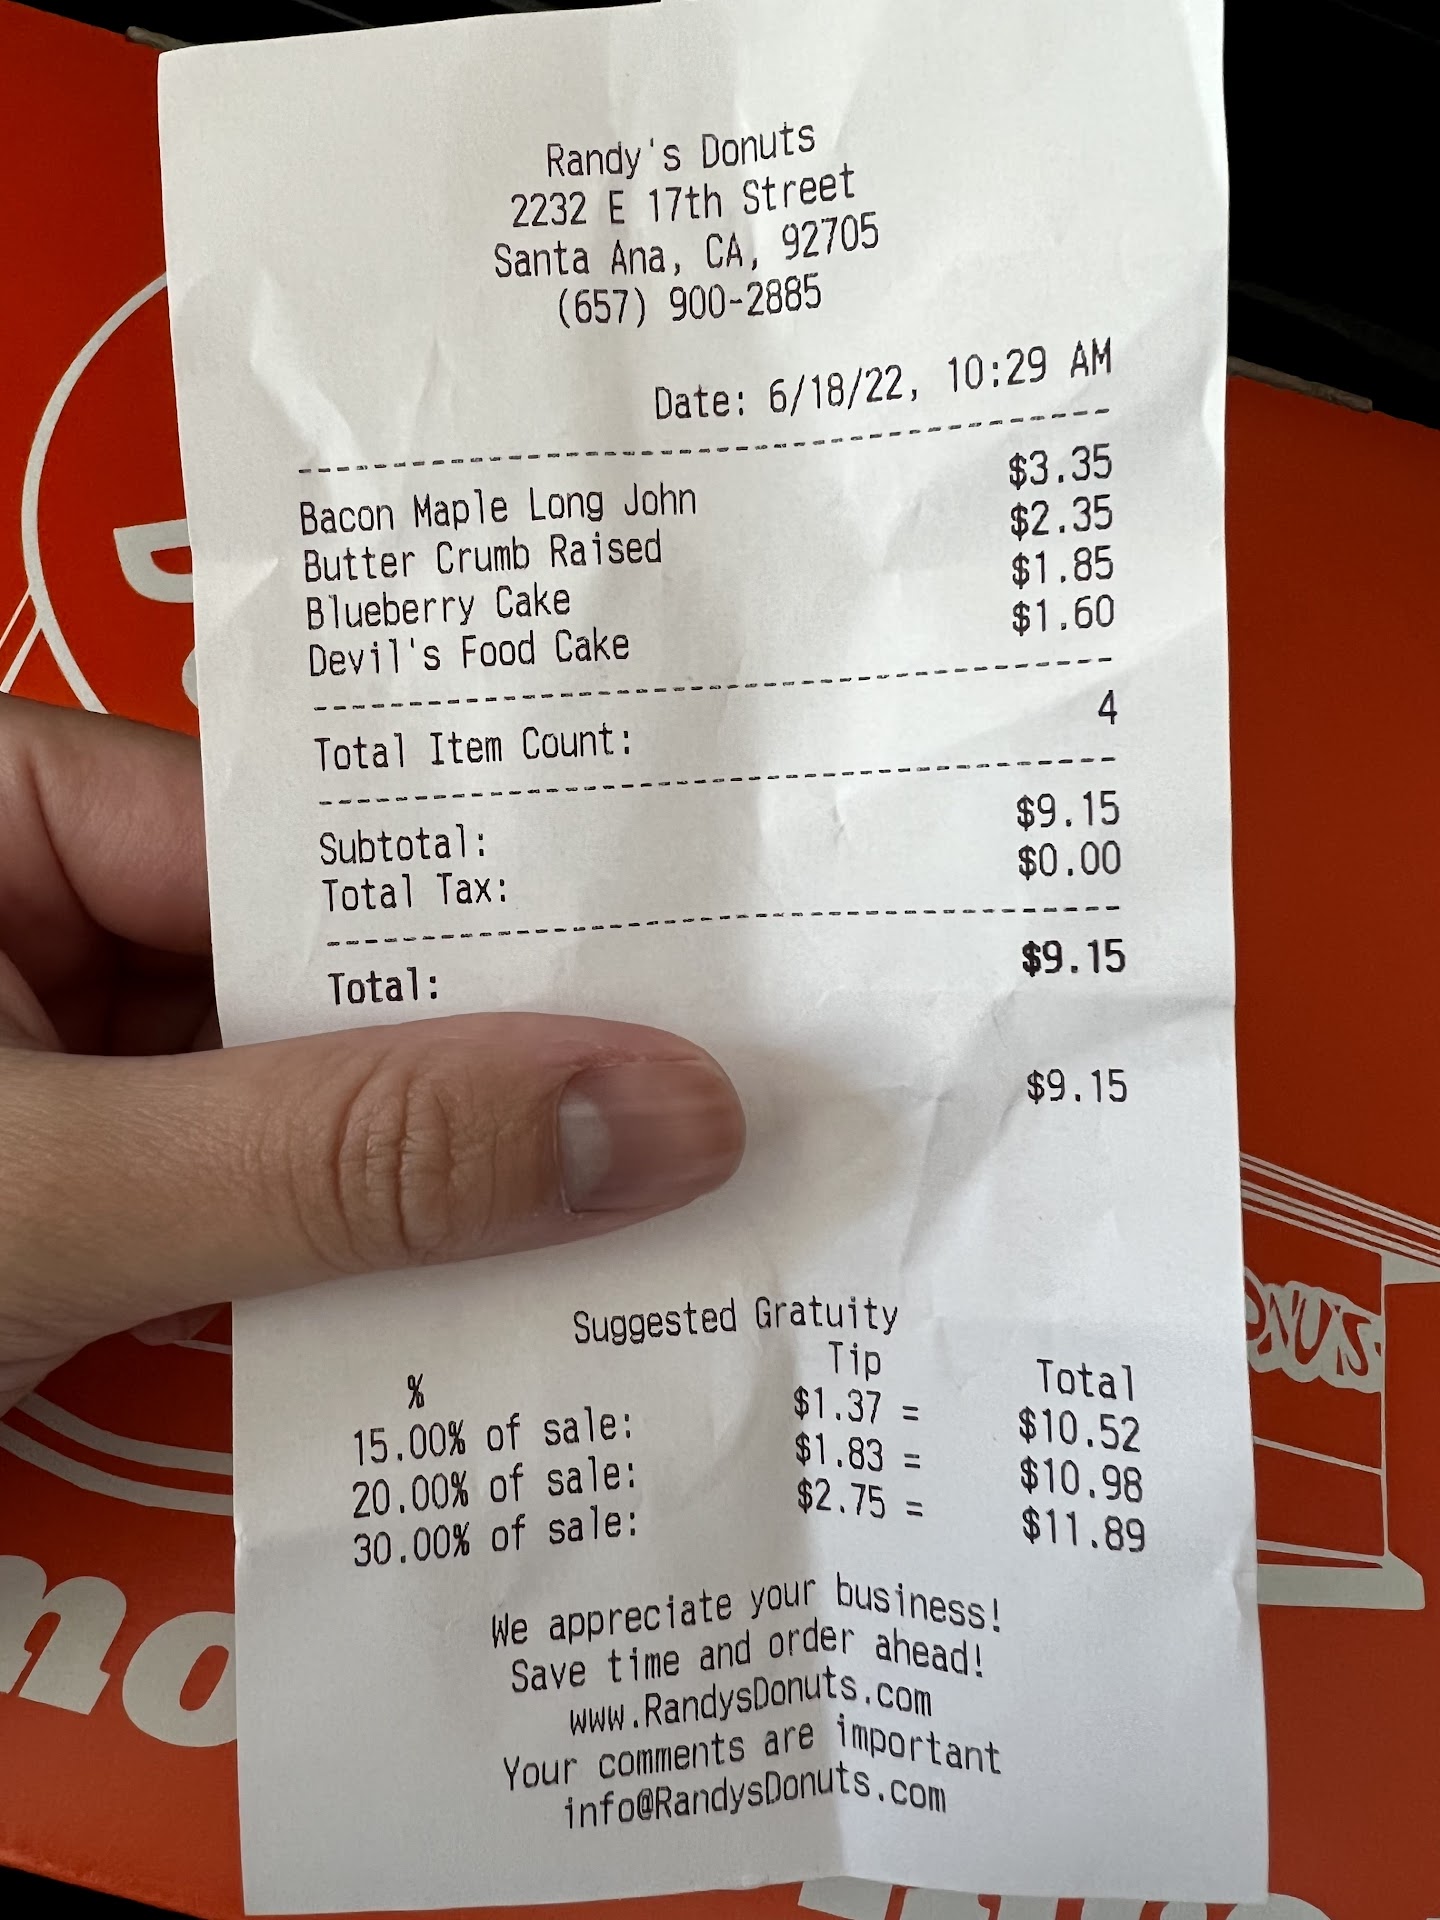 Randy's Donuts
2232 E 17th Street
Santa Ana, CA, 92705
(657) 900-2885
Date: 6/18/22, 10:29 AM
Bacon Maple Long John $3.35
Butter Crumb Raised $2.35
Blueberry Cake $1.85
Devil's Food Cake $1.60
Total Item Count: 4
Subtotal: $9.15
Total Tax: $0.00
Total: $9.15
$9.15
Suggested Gratuity
% Tip Total
15.00% of sale: $1.37 = $10.52
20.00% of sale: $1.83 = $10.98
30.00% of sale: $2.75 = $11.89
We appreciate your business!
Save time and order ahead!
www.RandysDonuts.com
Your comments are important
info@RandysDonuts.com